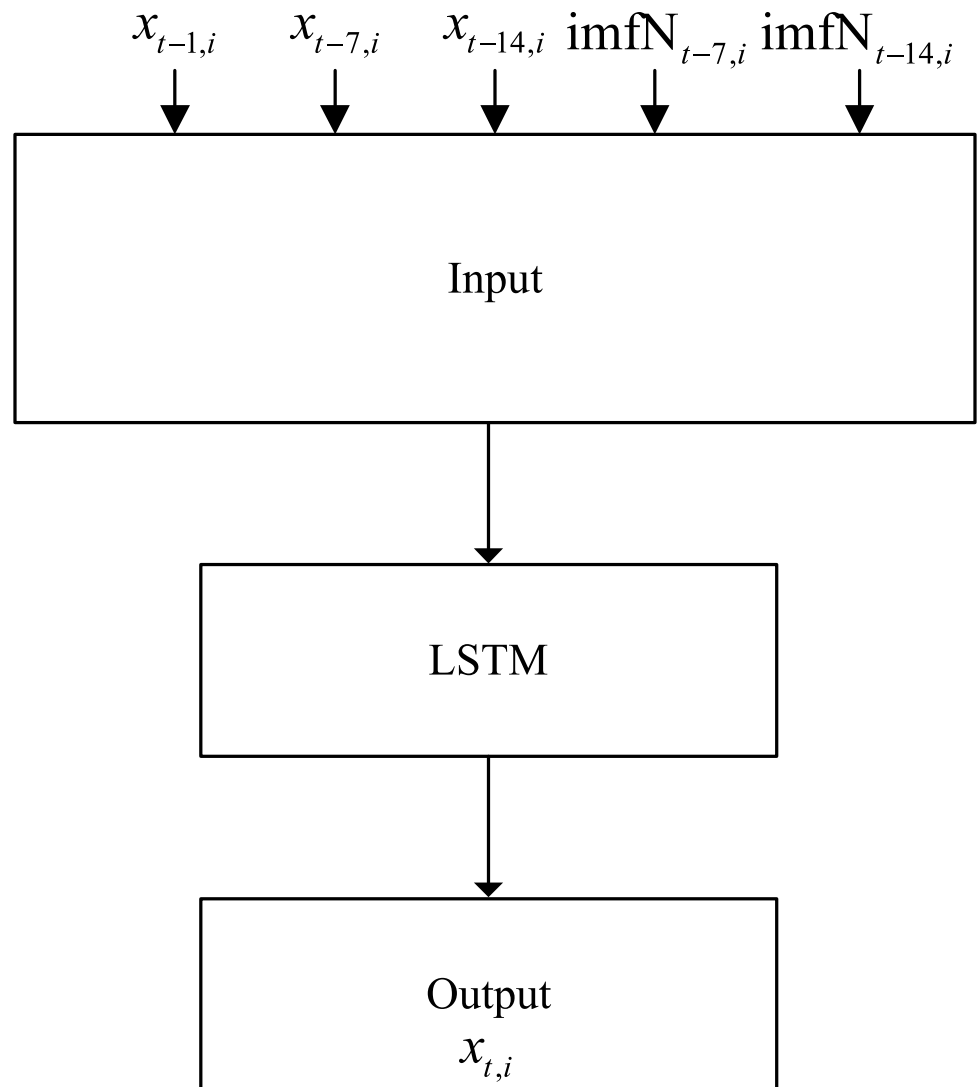 x_{t−1,i} x_{t−7,i} x_{t−14,i} imfN_{t−7,i} imfN_{t−14,i}
Input
LSTM
Output
x_{t,i}